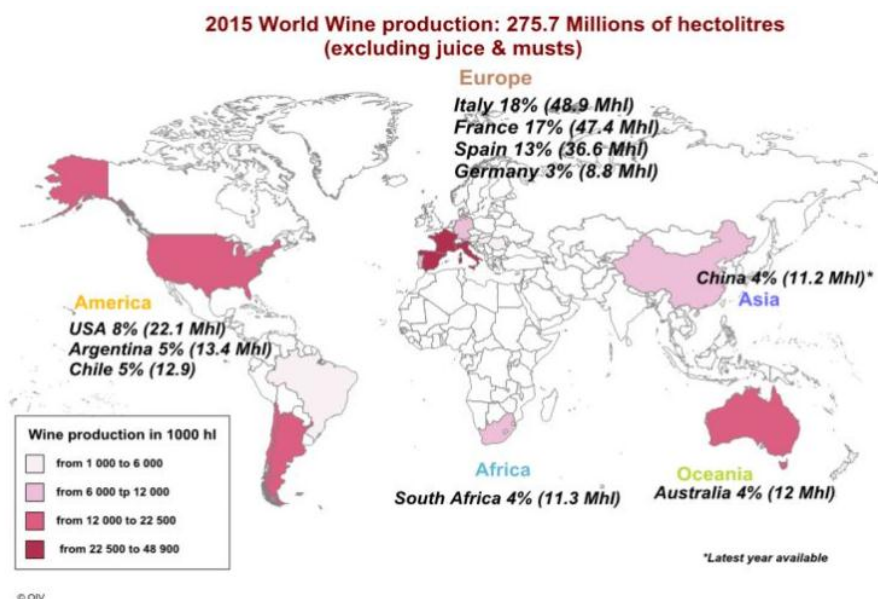 2015 World Wine production: 275.7 Millions of hectolitres
(excluding juice & musts)
Europe
Italy 18% (48.9 Mhl)
France 17% (47.4 Mhl)
Spain 13% (36.6 Mhl)
Germany 3% (8.8 Mhl)
China 4% (11.2 Mhl)*
Asia
America
USA 8% (22.1 Mhl)
Argentina 5% (13.4 Mhl)
Chile 5% (12.9)
Wine production in 1000 hl
from 1 000 to 6 000
from 6 000 tp 12 000
from 12 000 to 22 500
from 22 500 to 48 900
Africa
South Africa 4% (11.3 Mhl)
Oceania
Australia 4% (12 Mhl)
*Latest year available
© OIV